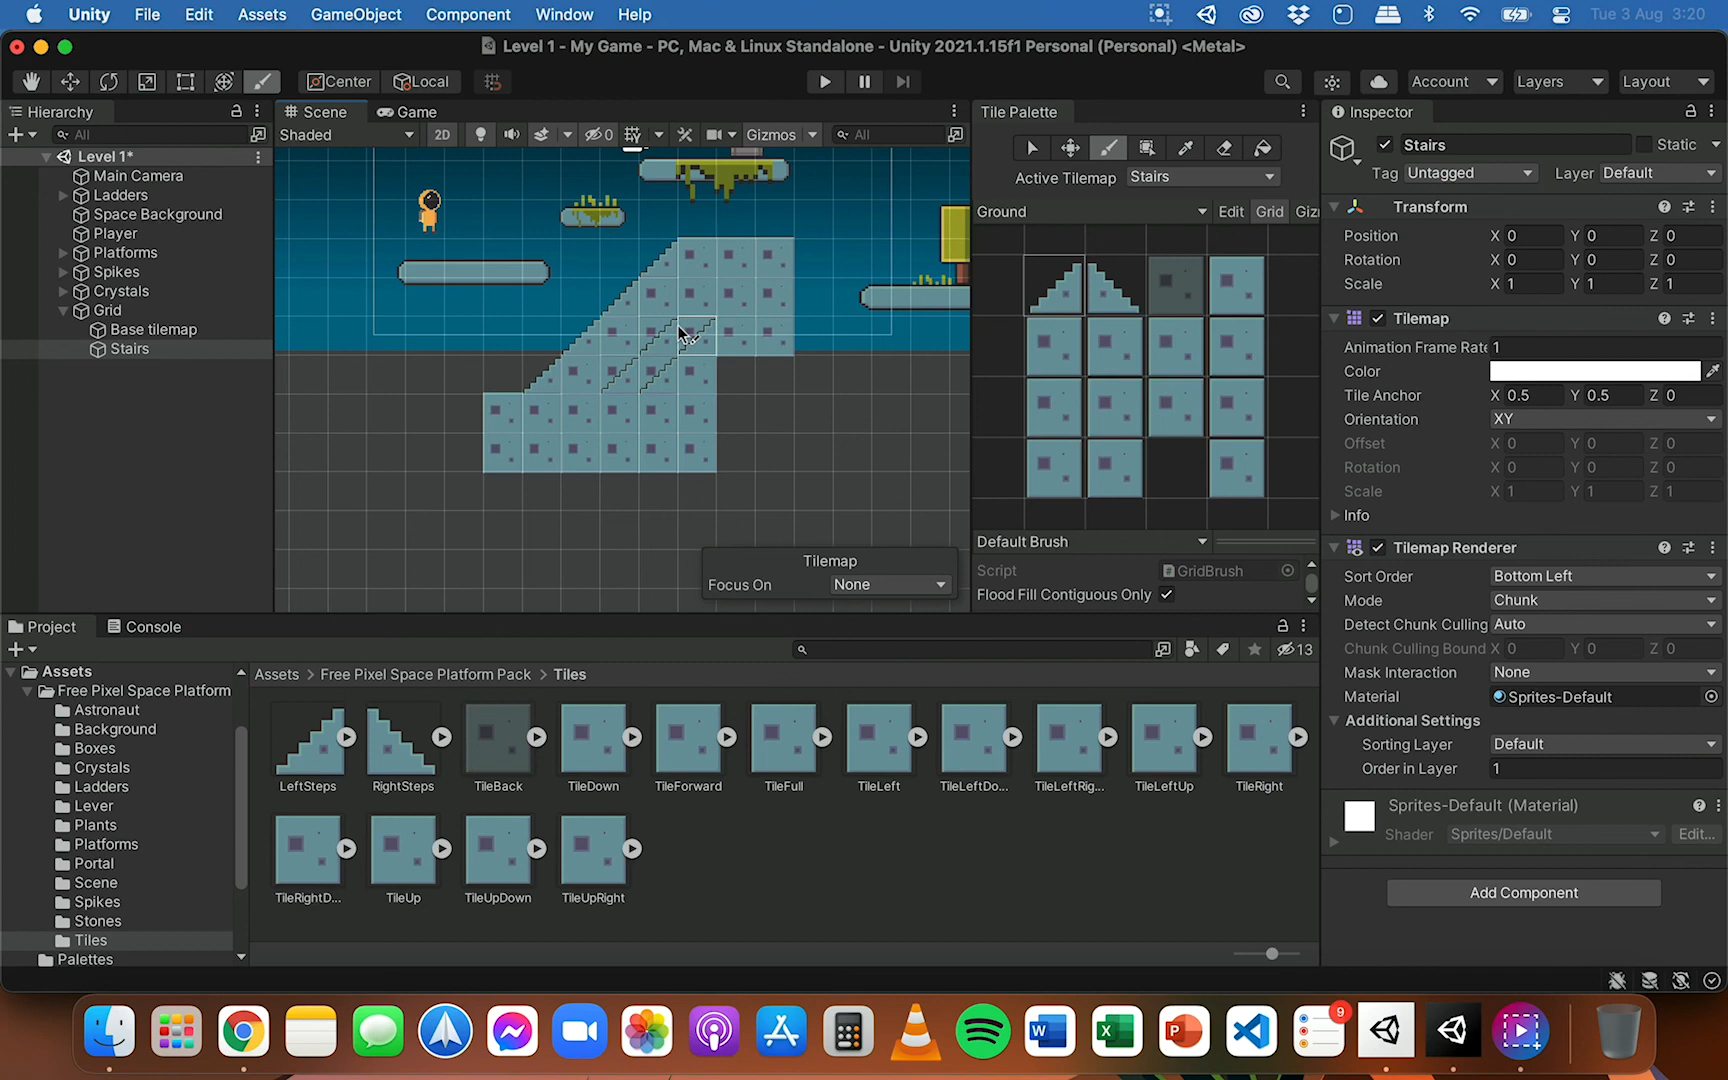 Unity File Edit Assets GameObject Component Window Help Tue 3 Aug 3:20
Level 1 - My Game - PC, Mac & Linux Standalone - Unity 2021.1.15f1 Personal (Personal) <Metal>
Center Local Account Layers Layout
Hierarchy
All
Level 1*
Main Camera
Ladders
Space Background
Player
Platforms
Spikes
Crystals
Grid
Base tilemap
Stairs
Scene Game
Shaded 2D 0 Gizmos All
Tilemap
Focus On None
Tile Palette
Active Tilemap Stairs
Ground Edit Grid Giz
Default Brush
Script GridBrush
Flood Fill Contiguous Only
Inspector
Stairs Static
Tag Untagged Layer Default
Transform
Position X 0 Y 0 Z 0
Rotation X 0 Y 0 Z 0
Scale X 1 Y 1 Z 1
Tilemap
Animation Frame Rate 1
Color
Tile Anchor X 0.5 Y 0.5 Z 0
Orientation XY
Offset X 0 Y 0 Z 0
Rotation X 0 Y 0 Z 0
Scale X 1 Y 1 Z 1
Info
Tilemap Renderer
Sort Order Bottom Left
Mode Chunk
Detect Chunk Culling Auto
Chunk Culling Bound X 0 Y 0 Z 0
Mask Interaction None
Material Sprites-Default
Additional Settings
Sorting Layer Default
Order in Layer 1
Sprites-Default (Material)
Shader Sprites/Default Edit...
Add Component
Project Console
13
Assets
Free Pixel Space Platform
Astronaut
Background
Boxes
Crystals
Ladders
Lever
Plants
Platforms
Portal
Scene
Spikes
Stones
Tiles
Palettes
Assets > Free Pixel Space Platform Pack > Tiles
LeftSteps RightSteps TileBack TileDown TileForward TileFull TileLeft TileLeftDo... TileLeftRig... TileLeftUp TileRight
TileRightD... TileUp TileUpDown TileUpRight
W X P 9